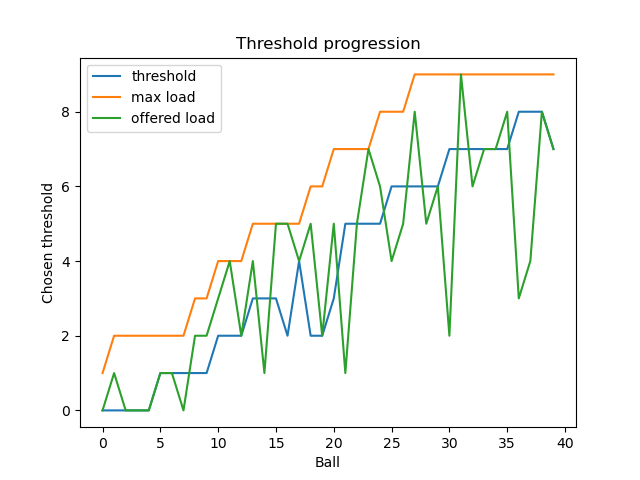 Threshold progression
threshold
max load
offered load
Chosen threshold
8
6
4
2
0
0 5 10 15 20 25 30 35 40
Ball